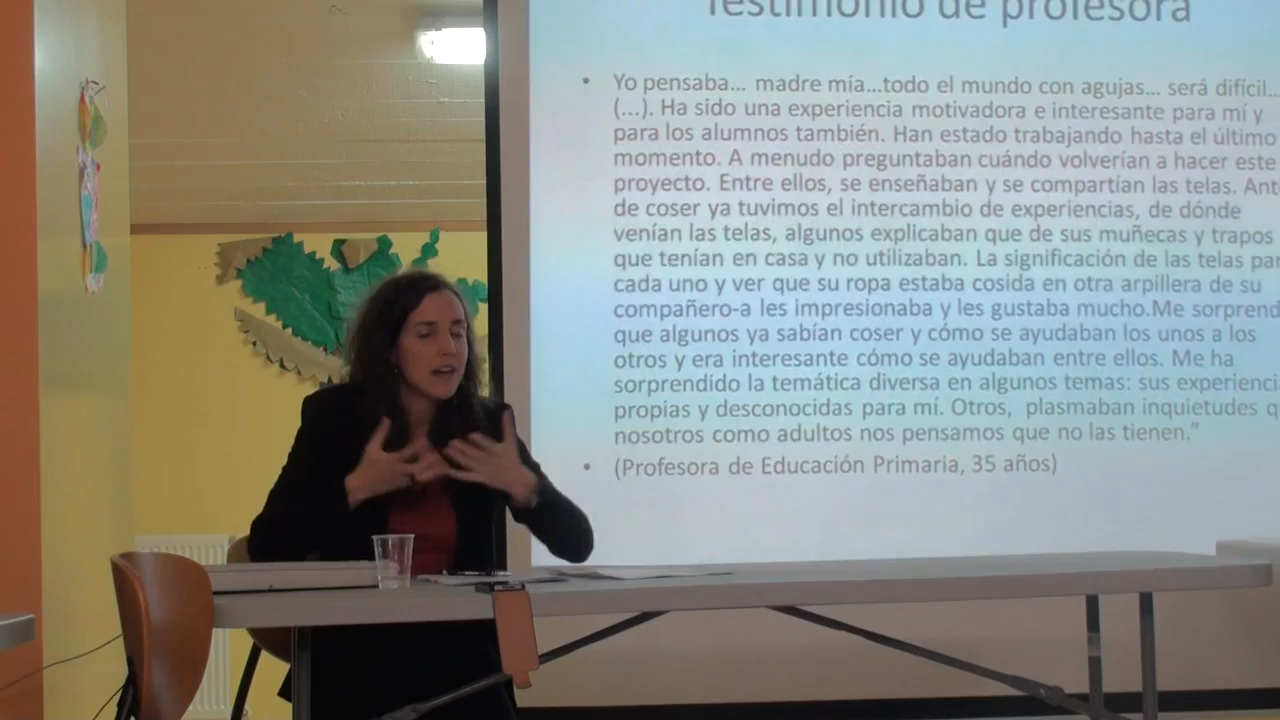 Testimonio de profesora
• Yo pensaba... madre mía...todo el mundo con agujas... será difícil...
(...). Ha sido una experiencia motivadora e interesante para mí y
para los alumnos también. Han estado trabajando hasta el último
momento. A menudo preguntaban cuándo volverían a hacer este
proyecto. Entre ellos, se enseñaban y se compartían las telas. Ant
de coser ya tuvimos el intercambio de experiencias, de dónde
venían las telas, algunos explicaban que de sus muñecas y trapos
que tenían en casa y no utilizaban. La significación de las telas par
cada uno y ver que su ropa estaba cosida en otra arpillera de su
compañero-a les impresionaba y les gustaba mucho.Me sorprend
que algunos ya sabían coser y cómo se ayudaban los unos a los
otros y era interesante cómo se ayudaban entre ellos. Me ha
sorprendido la temática diversa en algunos temas: sus experienci
propias y desconocidas para mí. Otros, plasmaban inquietudes q
nosotros como adultos nos pensamos que no las tienen.”
• (Profesora de Educación Primaria, 35 años)